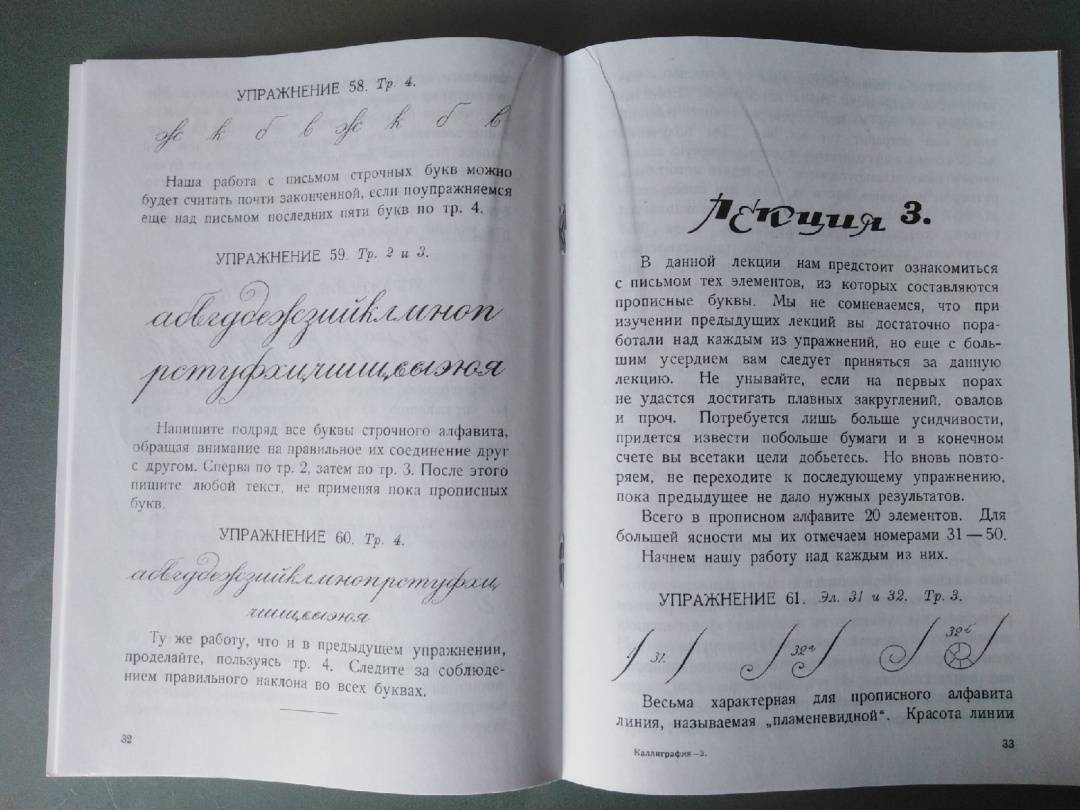 УПРАЖНЕНИЕ 58. Тр. 4.
ж к б в ж к б в
Наша работа с письмом строчных букв можно
будет считать почти законченной, если поупражняемся
еще над письмом последних пяти букв по тр. 4.
УПРАЖНЕНИЕ 59. Тр. 2 и 3.
абвгдежзийклмноп
рстуфхцчшщъыэюя
Напишите подряд все буквы строчного алфавита,
обращая внимание на правильное их соединение друг
с другом. Сперва по тр. 2, затем по тр. 3. После этого
пишите любой текст, не применяя пока прописных
букв.
УПРАЖНЕНИЕ 60. Тр. 4.
абвгдежзийклмнопрстуфхц
чшщъыэюя
Ту же работу, что и в предыдущем упражнении,
проделайте, пользуясь тр. 4. Следите за соблюде-
нием правильного наклона во всех буквах.
32
Лекция 3.
В данной лекции нам предстоит ознакомиться
с письмом тех элементов, из которых составляются
прописные буквы. Мы не сомневаемся, что при
изучении предыдущих лекций вы достаточно пора-
ботали над каждым из упражнений, но еще с боль-
шим усердием вам следует приняться за данную
лекцию. Не унывайте, если на первых порах
не удастся достигать плавных закруглений, овалов
и проч. Потребуется лишь больше усидчивости,
придется извести побольше бумаги и в конечном
счете вы всетаки цели добьетесь. Но вновь повто-
ряем, не переходите к последующему упражнению,
пока предыдущее не дало нужных результатов.
Всего в прописном алфавите 20 элементов. Для
большей ясности мы их отмечаем номерами 31—50.
Начнем нашу работу над каждым из них.
УПРАЖНЕНИЕ 61. Эл. 31 и 32. Тр. 3.
31. 32а 32б
Весьма характерная для прописного алфавита
линия, называемая „пламеневидной“. Красота линии
Каллиграфия—3.
33